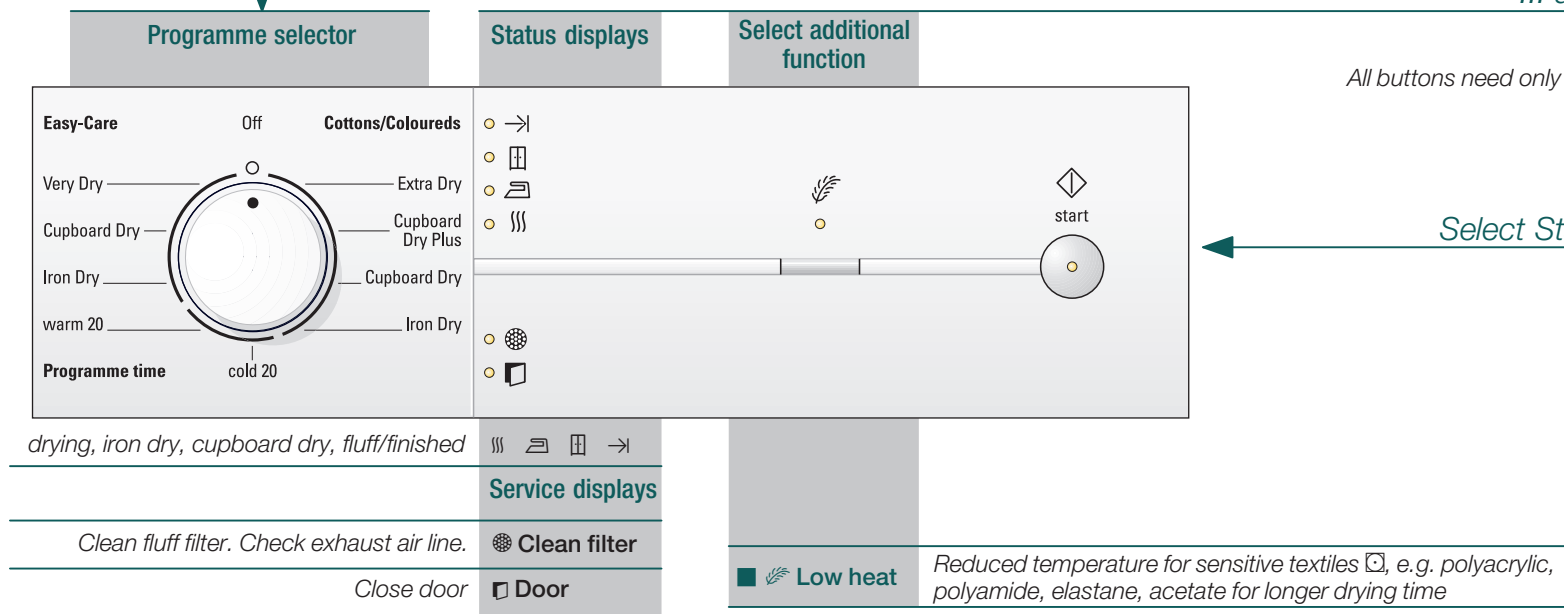 Programme selector
Status displays
Select additional
function
All buttons need only
Easy-Care
Off
Cottons/Coloureds
Very Dry
Extra Dry
Cupboard Dry
Cupboard
Dry Plus
Iron Dry
Cupboard Dry
warm 20
Iron Dry
Programme time
cold 20
start
Select St
drying, iron dry, cupboard dry, fluff/finished
Service displays
Clean fluff filter. Check exhaust air line.
Clean filter
Close door
Door
Low heat
Reduced temperature for sensitive textiles, e.g. polyacrylic,
polyamide, elastane, acetate for longer drying time